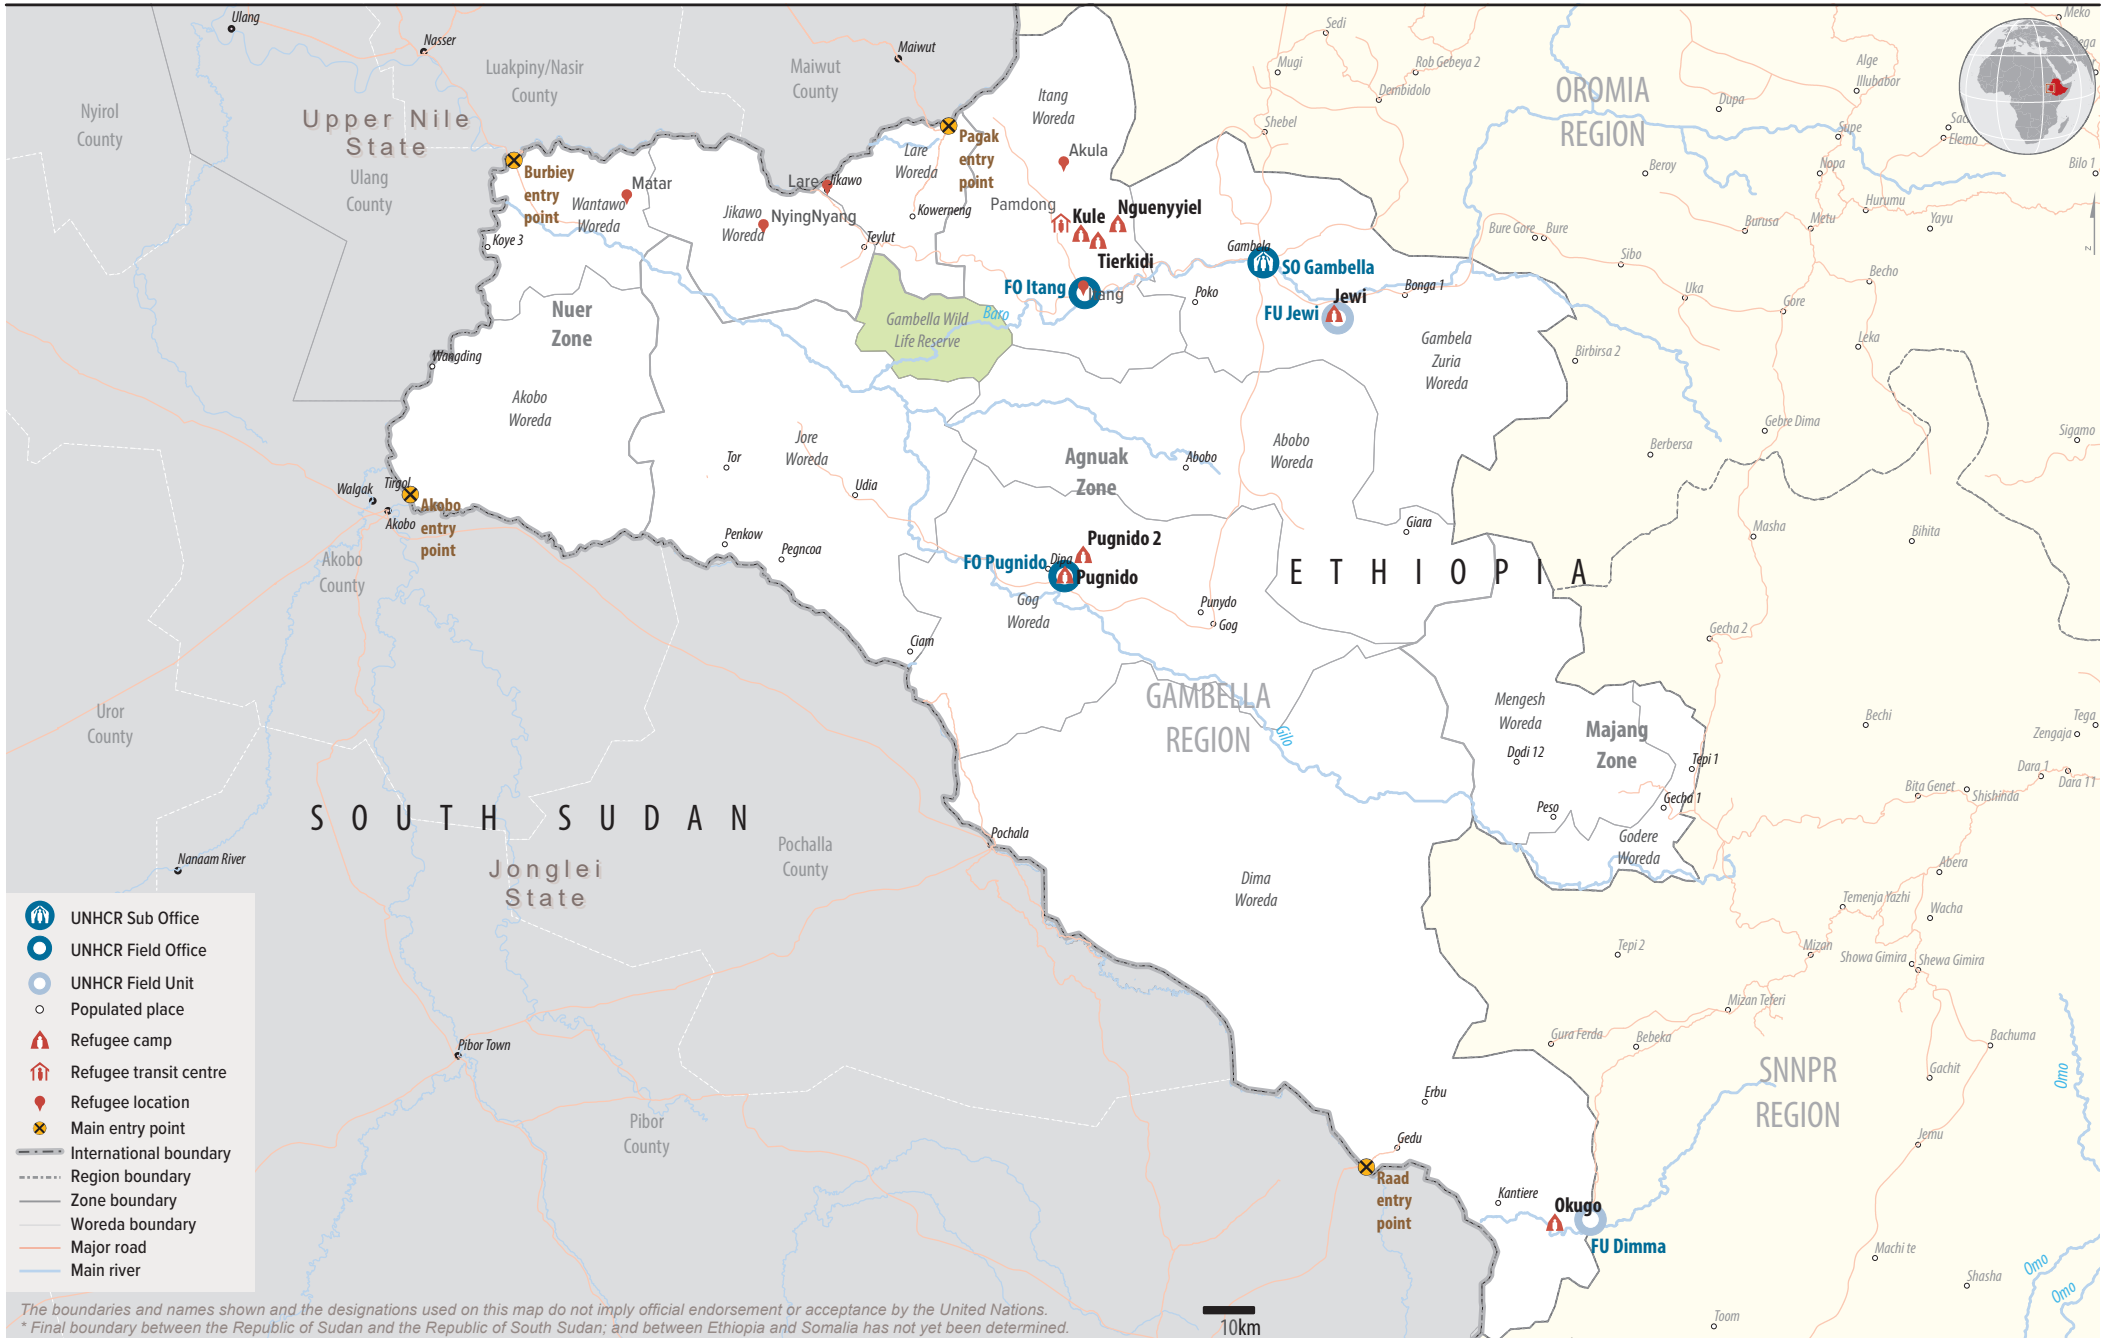 Ulang
Nasser
Maiwut
Luakpiny/Nasir
County
Maiwut
County
Nyirol
County
Upper Nile
State
Ulang
County
Itang
Woreda
Sedi
Mugi
Rob Gebeya 2
Dembidolo
Shebel
OROMIA
REGION
Alge
Illubabor
Meko
Dupa
Supe
Elemo
Nopa
Beroy
Bilo 1
Hurumu
Yayu
Burusa
Metu
Bure Gore
Bure
Sibo
Becho
Uka
Gore
Leka
Birbirsa 2
Gebre Dima
Berbersa
Sigamo
Masha
Bihita
Gecha 2
Bechi
Tega
Zengaja
Dara 1
Dara 11
Bita Genet
Shishinda
Abera
Temenja Yazhi
Wacha
Tepi 2
Mizan
Showa Gimira
Shewa Gimira
Mizan Teferi
Gura Ferda
Bebeka
Bachuma
Gachit
SNNPR
REGION
Jemu
Omo
Machi te
Omo
Omo
Shasha
Toom
Burbiey
entry
point
Pagak
entry
point
Lare
Woreda
Akula
Matar
Wantawo
Woreda
Lare
Jikawo
Jikawo
Woreda
NyingNyang
Kowerneng
Teylut
Koye 3
Pamdong
Kule
Nguenyyiel
Tierkidi
Gambela
SO Gambella
FO Itang
Itang
Poko
Bonga 1
Jewi
FU Jewi
Baro
Gambella Wild
Life Reserve
Gambela
Zuria
Woreda
Nuer
Zone
Wangding
Akobo
Woreda
Jore
Woreda
Tor
Udia
Agnuak
Zone
Abobo
Abobo
Woreda
Giara
Walgak
Tirgol
Akobo
Akobo
entry
point
Akobo
County
Penkow
Pegncoa
Pugnido 2
FO Pugnido
Dipa
Pugnido
Gog
Woreda
Punydo
Gog
ETHIOPIA
Ciam
GAMBELLA
REGION
Gilo
Mengesh
Woreda
Majang
Zone
Dodi 12
Tepi 1
Peso
Gecha 1
Godere
Woreda
Uror
County
SOUTH SUDAN
Jonglei
State
Pochalla
County
Pochala
Nanaam River
Dima
Woreda
Pibor Town
Pibor
County
Erbu
Gedu
Raad
entry
point
Kantiere
Okugo
FU Dimma
UNHCR Sub Office
UNHCR Field Office
UNHCR Field Unit
Populated place
Refugee camp
Refugee transit centre
Refugee location
Main entry point
International boundary
Region boundary
Zone boundary
Woreda boundary
Major road
Main river
The boundaries and names shown and the designations used on this map do not imply official endorsement or acceptance by the United Nations.
* Final boundary between the Republic of Sudan and the Republic of South Sudan; and between Ethiopia and Somalia has not yet been determined.
10km